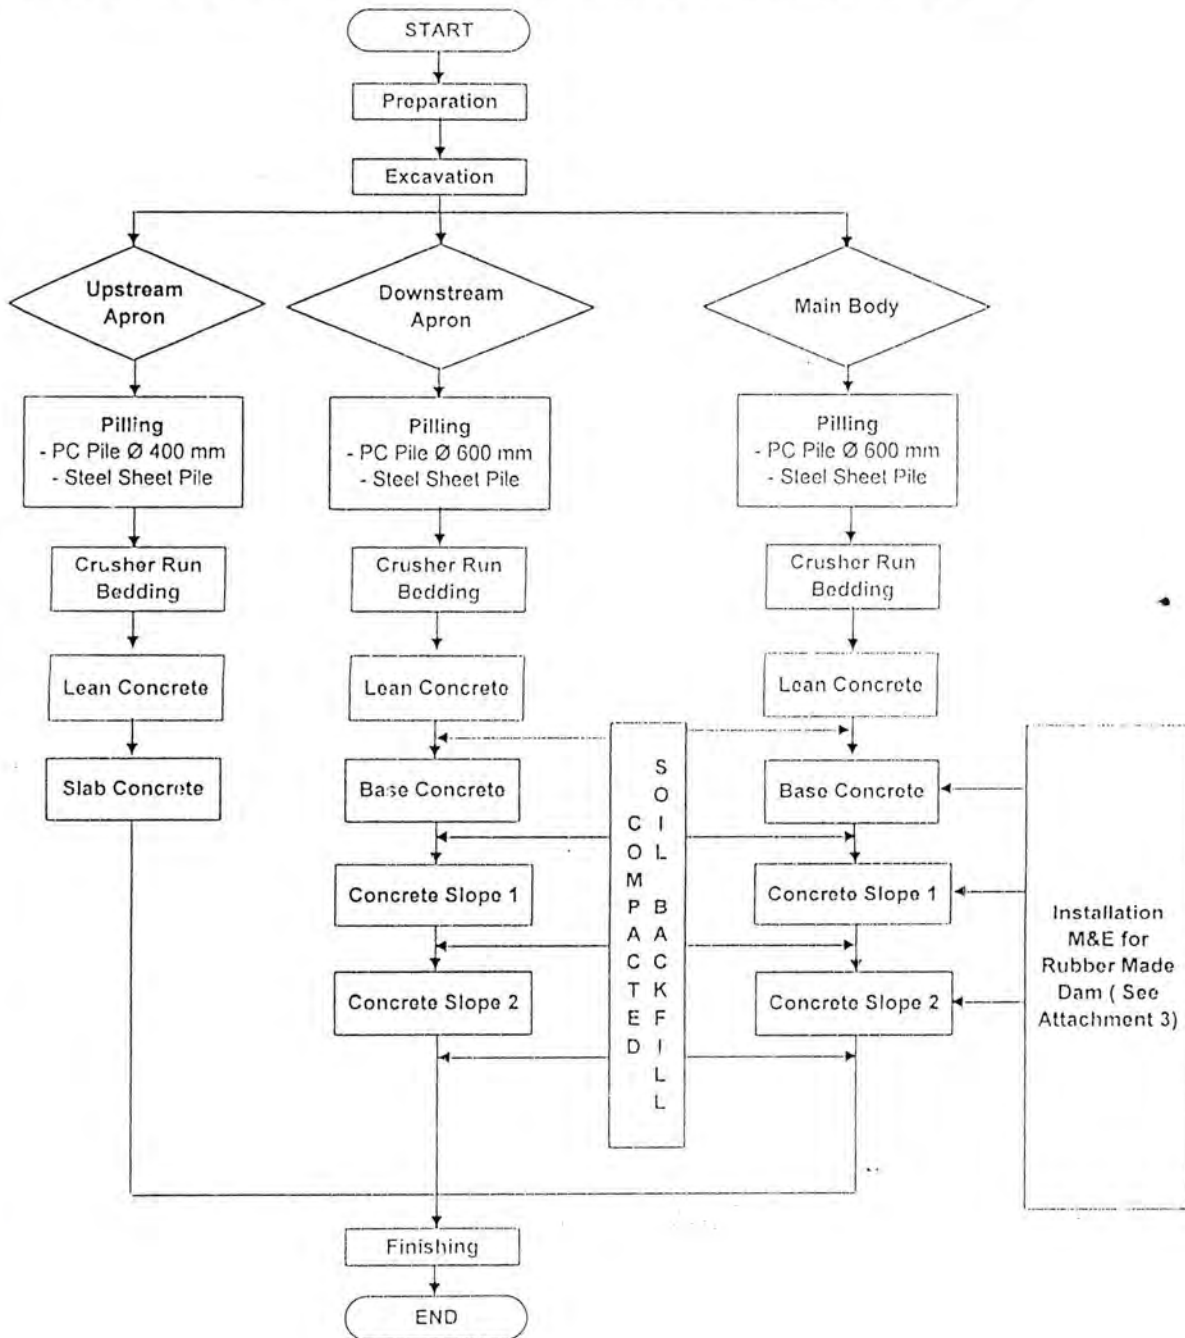 START
Preparation
Excavation
Upstream
Apron
Downstream
Apron
Main Body
Pilling
- PC Pile Ø 400 mm
- Steel Sheet Pile
Pilling
- PC Pile Ø 600 mm
- Steel Sheet Pile
Pilling
- PC Pile Ø 600 mm
- Steel Sheet Pile
Crusher Run
Bedding
Crusher Run
Bedding
Crusher Run
Bedding
Lean Concrete
Lean Concrete
Lean Concrete
Slab Concrete
Base Concrete
Base Concrete
COMPACTED
SOIL BACKFILL
Concrete Slope 1
Concrete Slope 1
Concrete Slope 2
Concrete Slope 2
Installation
M&E for
Rubber Made
Dam ( See
Attachment 3)
Finishing
END